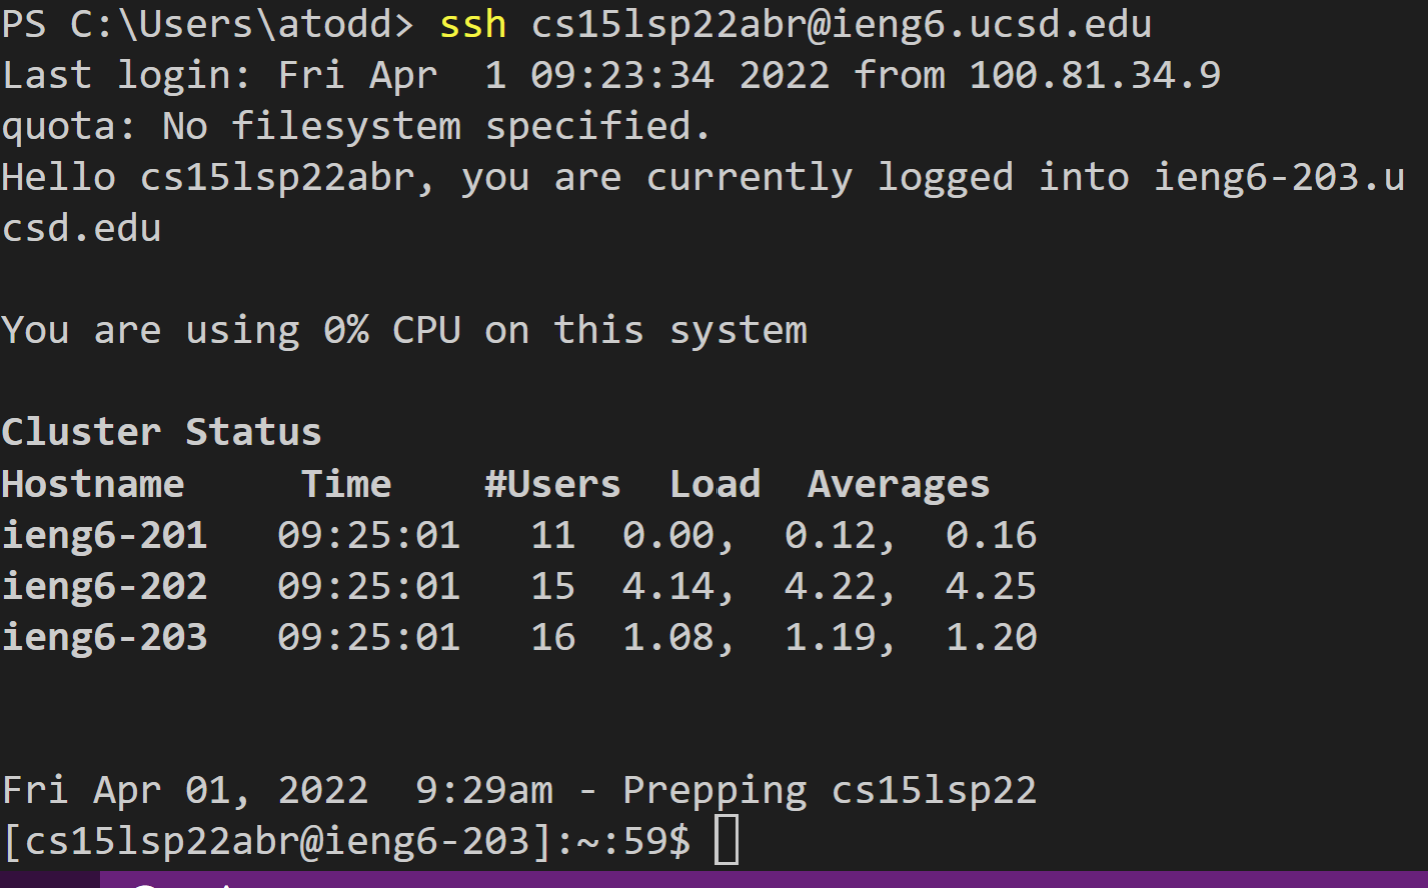 PS C:\Users\atodd> ssh cs15lsp22abr@ieng6.ucsd.edu
Last login: Fri Apr  1 09:23:34 2022 from 100.81.34.9
quota: No filesystem specified.
Hello cs15lsp22abr, you are currently logged into ieng6-203.u
csd.edu
You are using 0% CPU on this system
Cluster Status
Hostname     Time    #Users  Load  Averages
ieng6-201   09:25:01   11  0.00,  0.12,  0.16
ieng6-202   09:25:01   15  4.14,  4.22,  4.25
ieng6-203   09:25:01   16  1.08,  1.19,  1.20
Fri Apr 01, 2022  9:29am - Prepping cs15lsp22
[cs15lsp22abr@ieng6-203]:~:59$